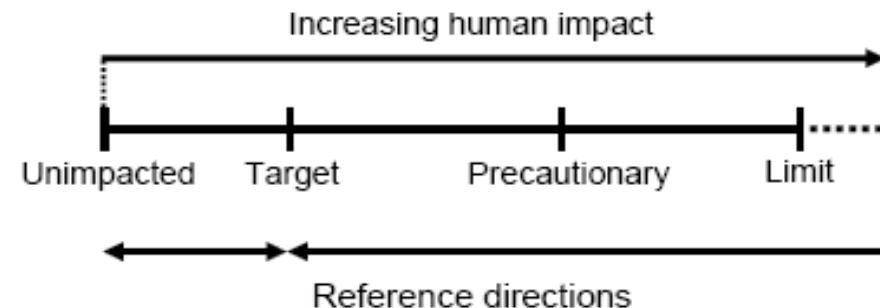 Increasing human impact
Unimpacted Target Precautionary Limit
Reference directions